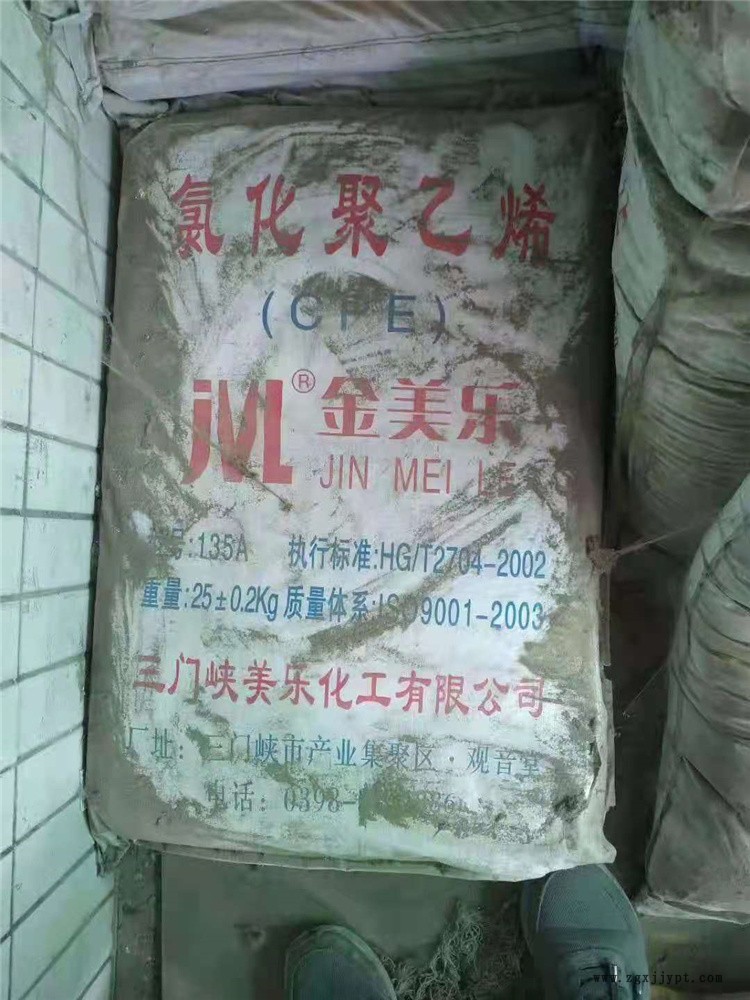 氯化聚乙烯
(CPE)
JVL® 金美乐
JIN MEI LE
号:135A 执行标准:HG/T2704-2002
重量:25±0.2Kg 质量体系:ISO9001-2003
三门峡美乐化工有限公司
厂址：三门峡市产业集聚区·观音堂
电话：0398-
www.zgxjjypt.com